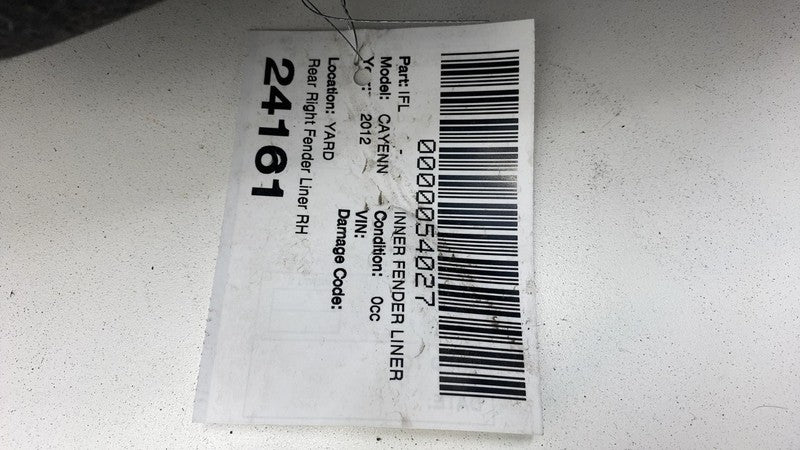 0000054027
Part: IFL - INNER FENDER LINER
Model: CAYENN Condition: 0cc
2012 VIN:
Damage Code:
Location: YARD
Rear Right Fender Liner RH
24161